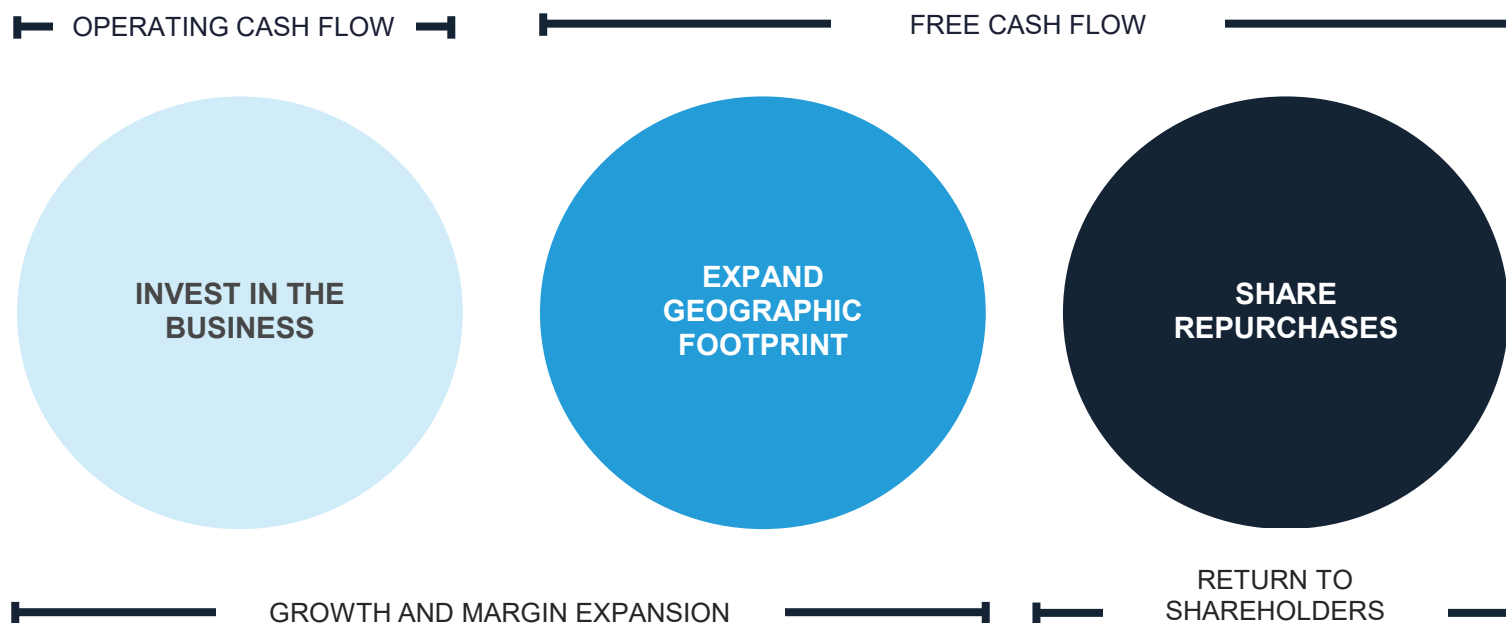 OPERATING CASH FLOW
FREE CASH FLOW
INVEST IN THE
BUSINESS
EXPAND
GEOGRAPHIC
FOOTPRINT
SHARE
REPURCHASES
GROWTH AND MARGIN EXPANSION
RETURN TO
SHAREHOLDERS